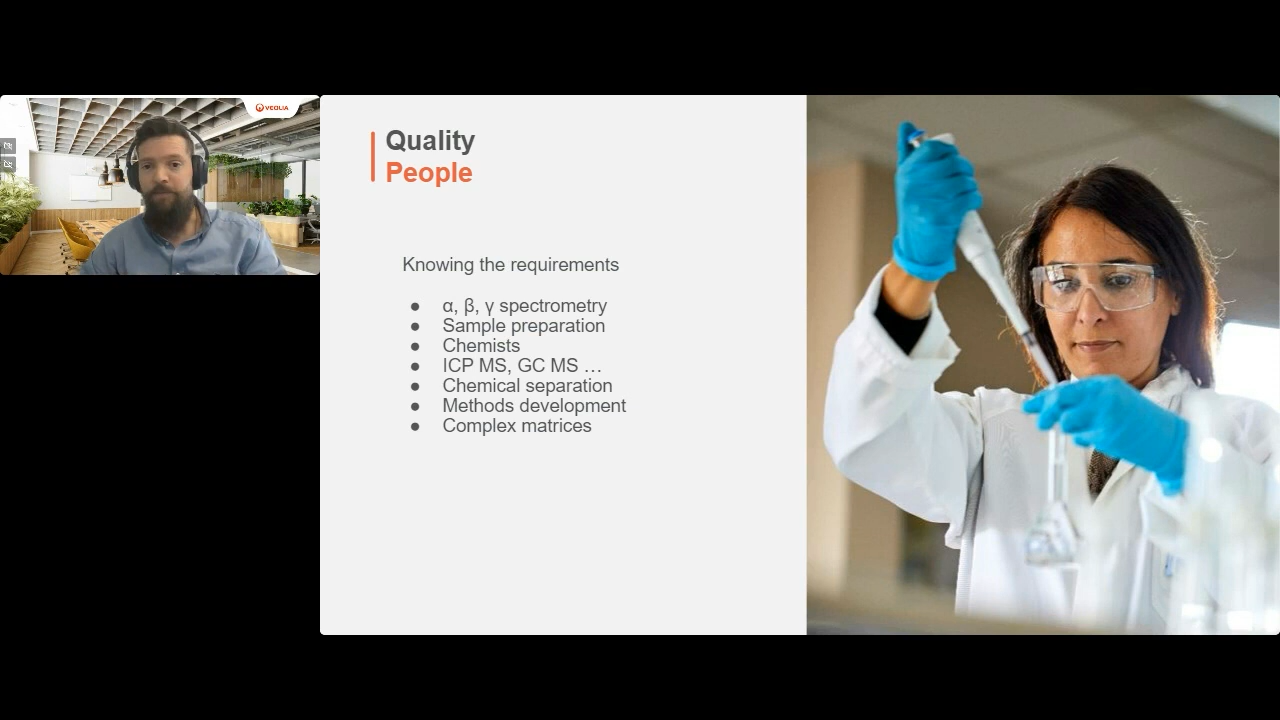 VEOLIA
Quality
People
Knowing the requirements
● α, β, γ spectrometry
● Sample preparation
● Chemists
● ICP MS, GC MS …
● Chemical separation
● Methods development
● Complex matrices